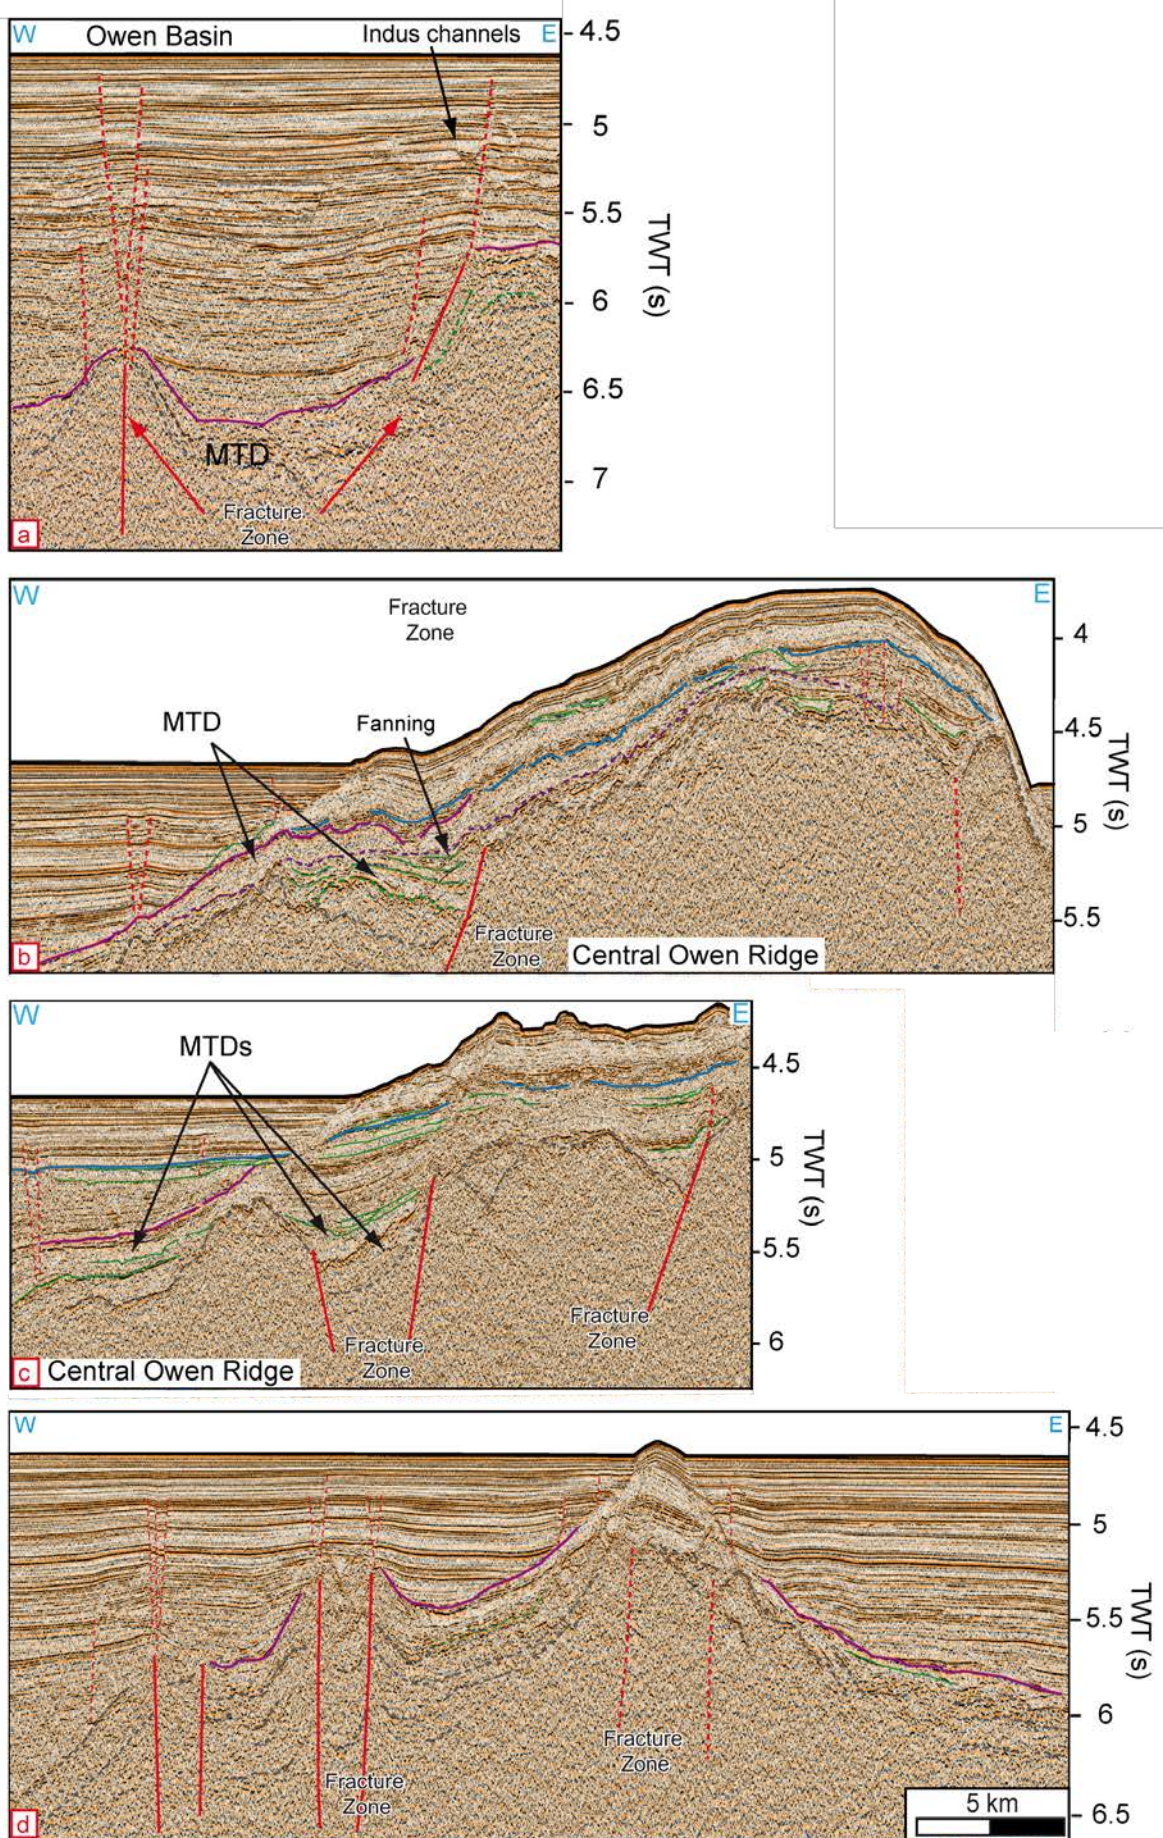 W Owen Basin Indus channels E
4.5
5
5.5
6
6.5
7
TWT (s)
MTD
Fracture
Zone
a
W E
Fracture
Zone
MTD Fanning
4
4.5
5
5.5
TWT (s)
Fracture
Zone
Central Owen Ridge
b
W E
MTDs
4.5
5
5.5
6
TWT (s)
Fracture
Zone
Fracture
Zone
c Central Owen Ridge
W E
4.5
5
5.5
6
6.5
TWT (s)
Fracture
Zone
Fracture
Zone
5 km
d